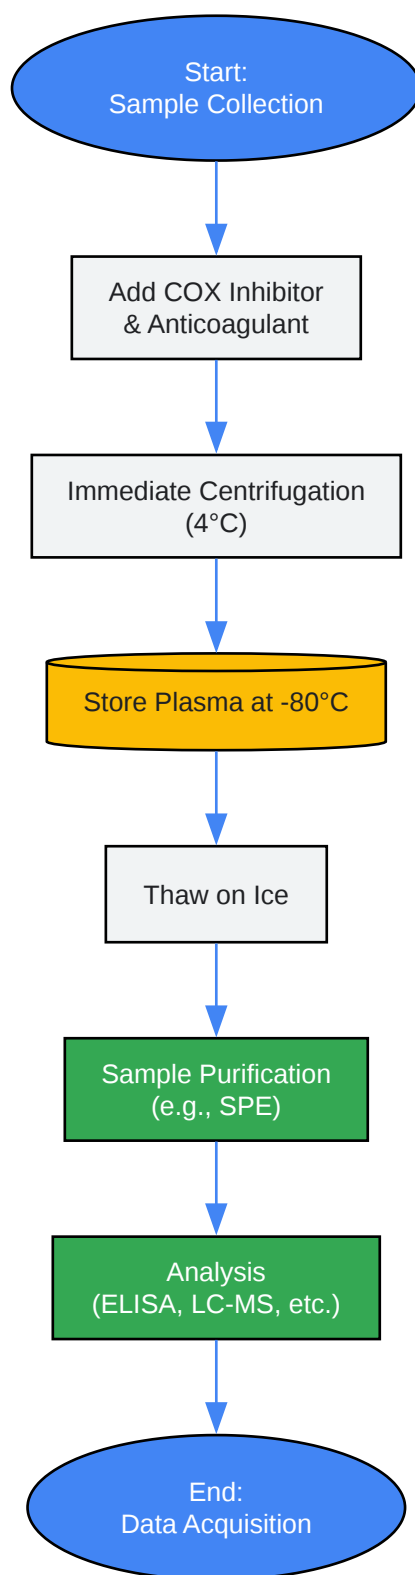 Start:
Sample Collection
Add COX Inhibitor
& Anticoagulant
Immediate Centrifugation
(4°C)
Store Plasma at -80°C
Thaw on Ice
Sample Purification
(e.g., SPE)
Analysis
(ELISA, LC-MS, etc.)
End:
Data Acquisition